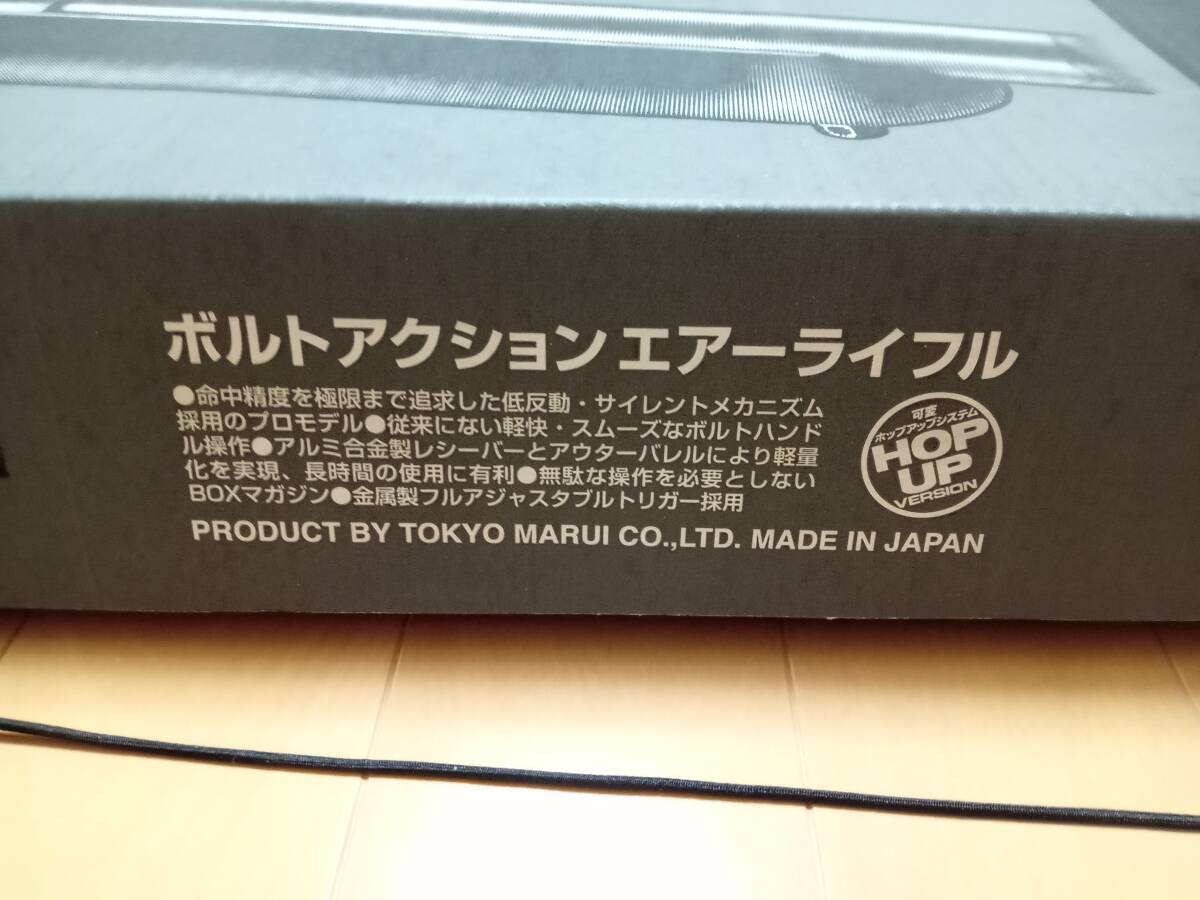 ボルトアクション エアーライフル
●命中精度を極限まで追求した低反動・サイレントメカニズム
採用のプロモデル●従来にない軽快・スムーズなボルトハンド
ル操作●アルミ合金製レシーバーとアウターバレルにより軽量
化を実現、長時間の使用に有利●無駄な操作を必要としない
BOXマガジン●金属製フルアジャスタブルトリガー採用
可変
ホップアップシステム
HOP
UP
VERSION
PRODUCT BY TOKYO MARUI CO.,LTD. MADE IN JAPAN